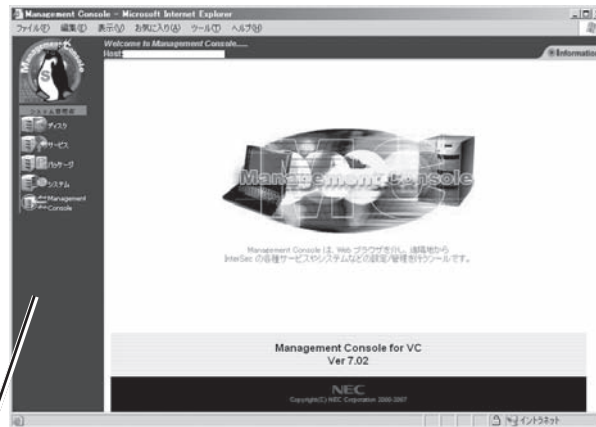 Management Console - Microsoft Internet Explorer
ファイル(F) 編集(E) 表示(V) お気に入り(A) ツール(T) ヘルプ(H)
Management Console
S
Welcome to Management Console.....
Host:
Information
システム管理者
ディスク
サービス
パッケージ
システム
Management
Console
Management Console
Management Console は、Web ブラウザを介し、遠隔地から
InterSec の各種サービスやシステムなどの設定/管理を行うツールです。
Management Console for VC
Ver 7.02
NEC
Copyright(C) NEC Corporation 2000-2007
イントラネット